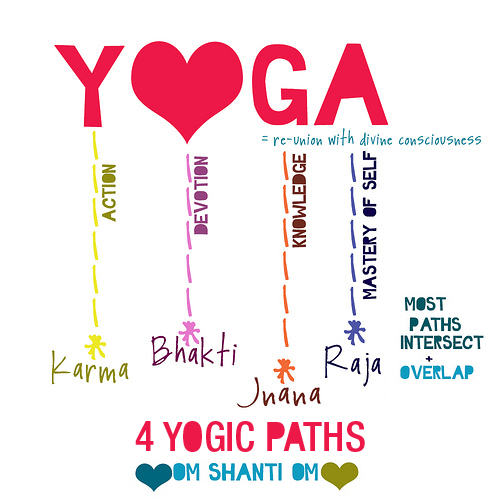 YOGA
= re-union with divine consciousness
ACTION
DEVOTION
KNOWLEDGE
MASTERY OF SELF
Karma
Bhakti
Jnana
Raja
MOST
PATHS
INTERSECT
+
OVERLAP
4 YOGIC PATHS
OM SHANTI OM